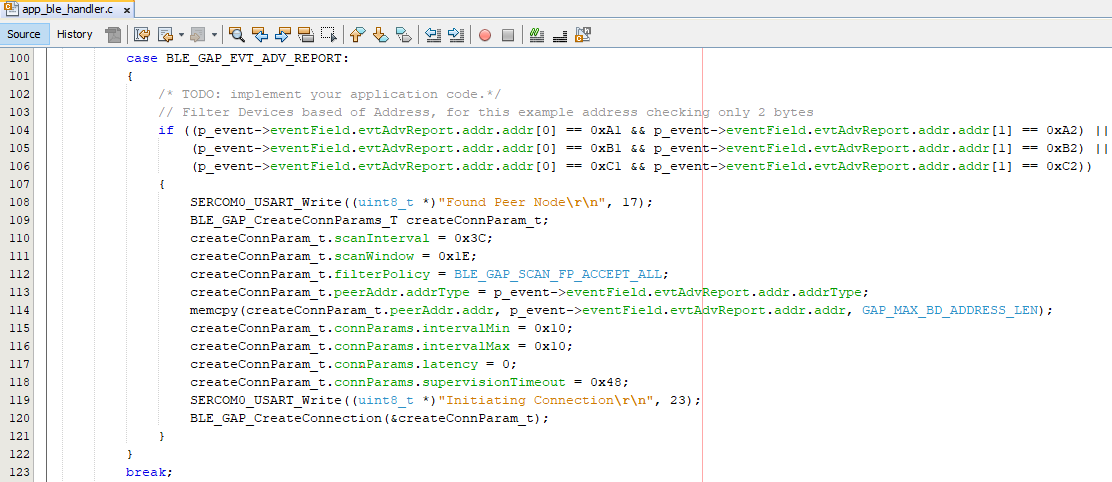 app_ble_handler.c
Source History
100 case BLE_GAP_EVT_ADV_REPORT:
101 {
102 /* TODO: implement your application code.*/
103 // Filter Devices based of Address, for this example address checking only 2 bytes
104 if ((p_event->eventField.evtAdvReport.addr.addr[0] == 0xA1 && p_event->eventField.evtAdvReport.addr.addr[1] == 0xA2) ||
105 (p_event->eventField.evtAdvReport.addr.addr[0] == 0xB1 && p_event->eventField.evtAdvReport.addr.addr[1] == 0xB2) ||
106 (p_event->eventField.evtAdvReport.addr.addr[0] == 0xC1 && p_event->eventField.evtAdvReport.addr.addr[1] == 0xC2))
107 {
108 SERCOM0_USART_Write((uint8_t *)"Found Peer Node\r\n", 17);
109 BLE_GAP_CreateConnParams_T createConnParam_t;
110 createConnParam_t.scanInterval = 0x3C;
111 createConnParam_t.scanWindow = 0x1E;
112 createConnParam_t.filterPolicy = BLE_GAP_SCAN_FP_ACCEPT_ALL;
113 createConnParam_t.peerAddr.addrType = p_event->eventField.evtAdvReport.addr.addrType;
114 memcpy(createConnParam_t.peerAddr.addr, p_event->eventField.evtAdvReport.addr.addr, GAP_MAX_BD_ADDRESS_LEN);
115 createConnParam_t.connParams.intervalMin = 0x10;
116 createConnParam_t.connParams.intervalMax = 0x10;
117 createConnParam_t.connParams.latency = 0;
118 createConnParam_t.connParams.supervisionTimeout = 0x48;
119 SERCOM0_USART_Write((uint8_t *)"Initiating Connection\r\n", 23);
120 BLE_GAP_CreateConnection(&createConnParam_t);
121 }
122 }
123 break;